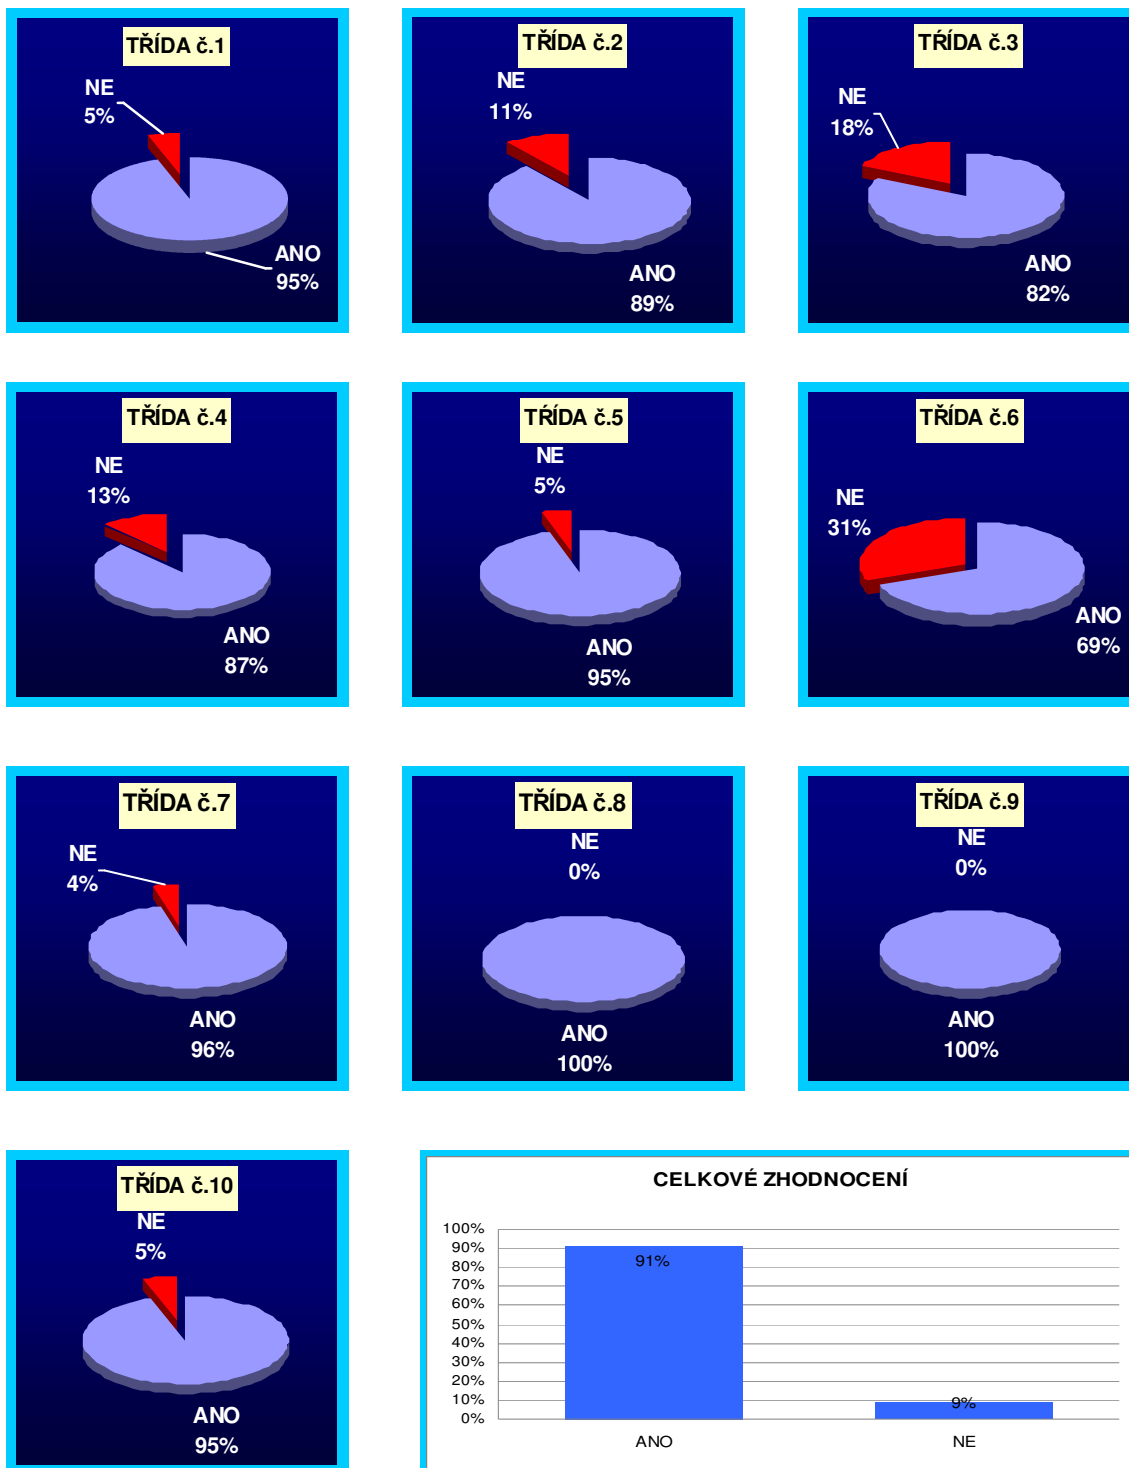 TŘÍDA č.1
NE
5%
ANO
95%
TŘÍDA č.2
NE
11%
ANO
89%
TŘÍDA č.3
NE
18%
ANO
82%
TŘÍDA č.4
NE
13%
ANO
87%
TŘÍDA č.5
NE
5%
ANO
95%
TŘÍDA č.6
NE
31%
ANO
69%
TŘÍDA č.7
NE
4%
ANO
96%
TŘÍDA č.8
NE
0%
ANO
100%
TŘÍDA č.9
NE
0%
ANO
100%
TŘÍDA č.10
NE
5%
ANO
95%
CELKOVÉ ZHODNOCENÍ
100%
90%
80%
70%
60%
50%
40%
30%
20%
10%
0%
91%
9%
ANO
NE